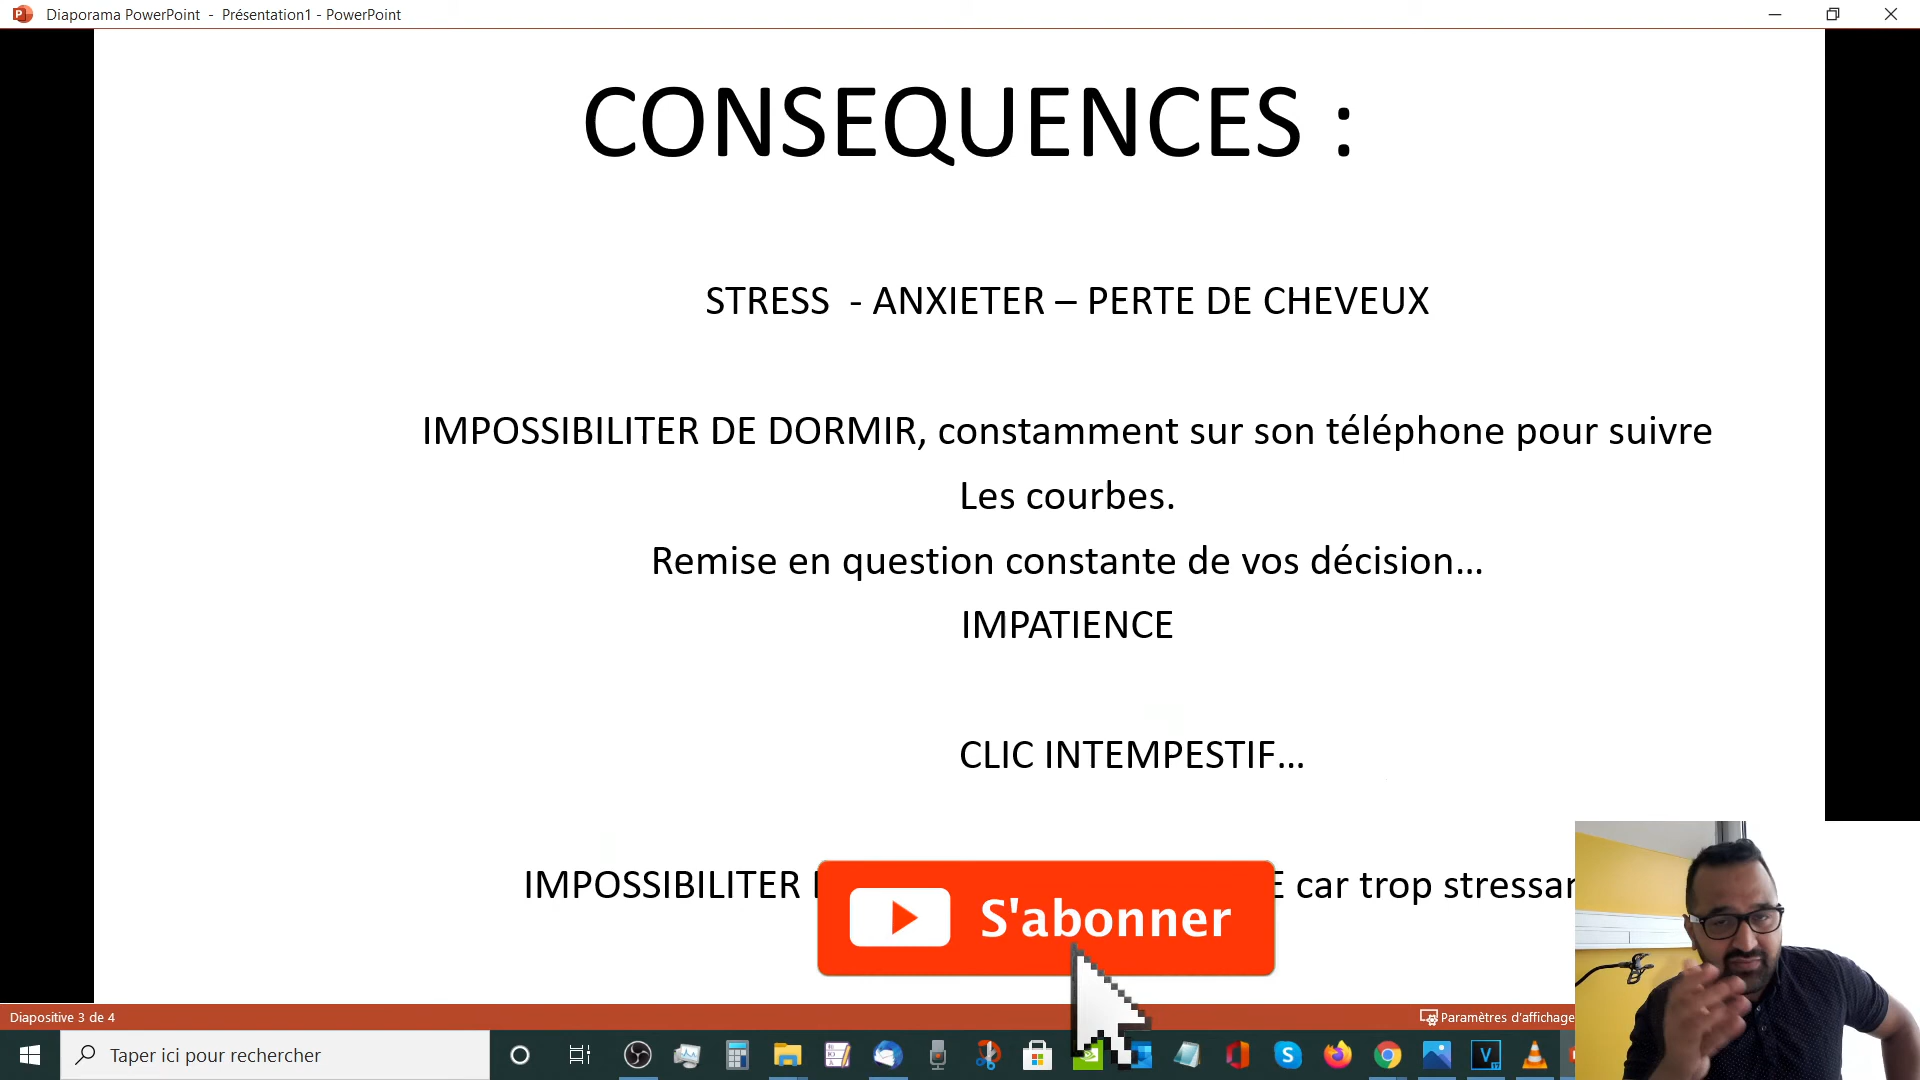 Diaporama PowerPoint - Présentation1 - PowerPoint
CONSEQUENCES :
STRESS - ANXIETER – PERTE DE CHEVEUX
IMPOSSIBILITER DE DORMIR, constamment sur son téléphone pour suivre
Les courbes.
Remise en question constante de vos décision...
IMPATIENCE
CLIC INTEMPESTIF...
IMPOSSIBILITER car trop
S'abonner
Diapositive 3 de 4
Paramètres d'affichage
Taper ici pour rechercher